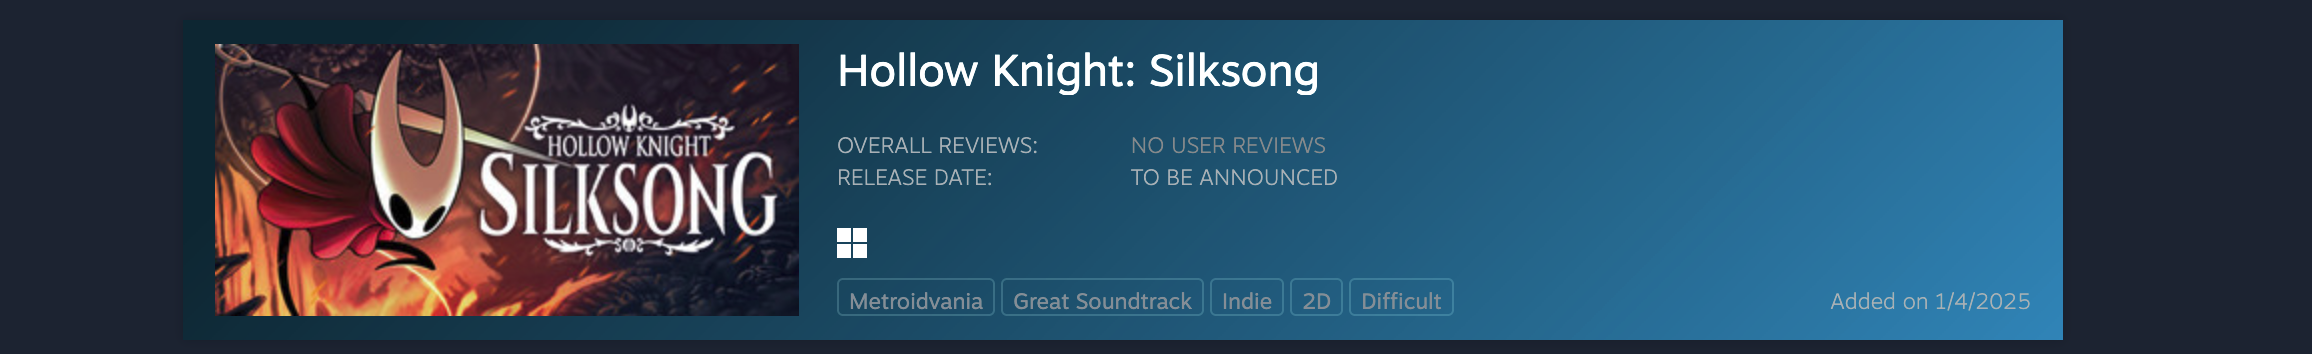 HOLLOW KNIGHT
SILKSONG
Hollow Knight: Silksong
OVERALL REVIEWS: NO USER REVIEWS
RELEASE DATE: TO BE ANNOUNCED
Metroidvania Great Soundtrack Indie 2D Difficult Added on 1/4/2025